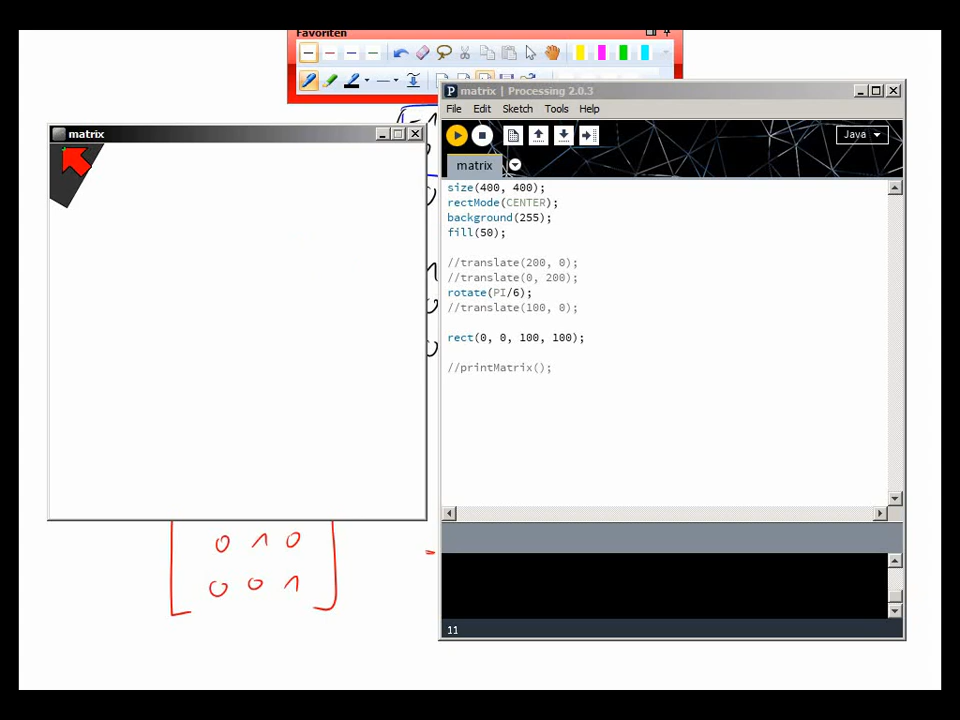 Favoriten
matrix | Processing 2.0.3
File Edit Sketch Tools Help
matrix
Java
matrix
size(400, 400);
rectMode(CENTER);
background(255);
fill(50);
//translate(200, 0);
//translate(0, 200);
rotate(PI/6);
//translate(100, 0);
rect(0, 0, 100, 100);
//printMatrix();
0 1 0
=
0 0 1
11